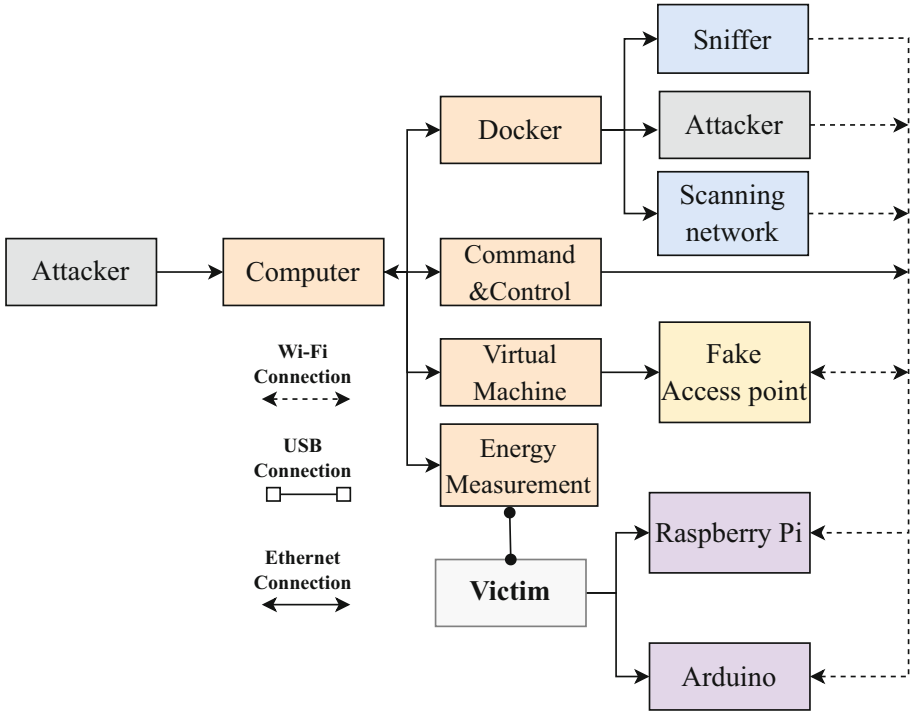 Sniffer
Docker
Attacker
Scanning
network
Attacker
Computer
Command
&Control
Wi-Fi
Connection
Virtual
Machine
Fake
Access point
USB
Connection
Energy
Measurement
Raspberry Pi
Ethernet
Connection
Victim
Arduino